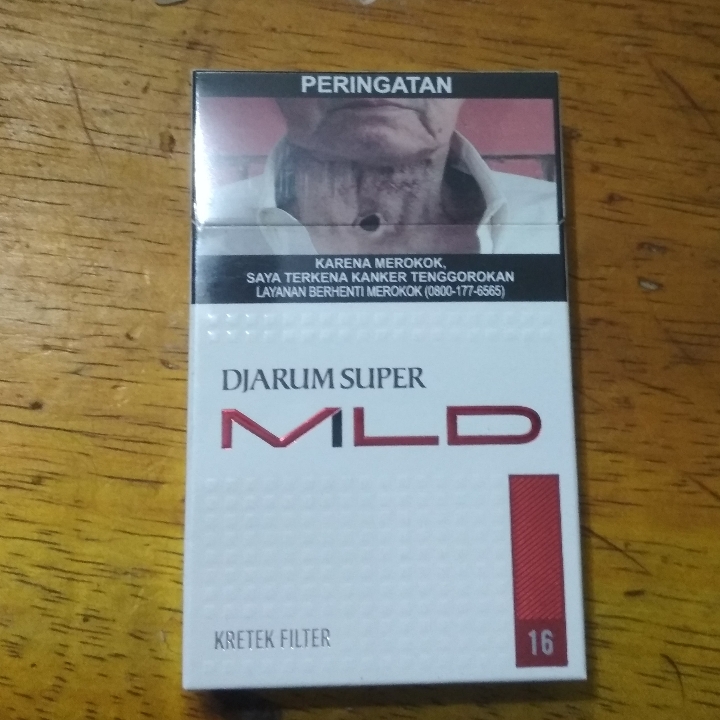 PERINGATAN
KARENA MEROKOK,
SAYA TERKENA KANKER TENGGOROKAN
LAYANAN BERHENTI MEROKOK (0800-177-6565)
DJARUM SUPER
MLD
KRETEK FILTER
16